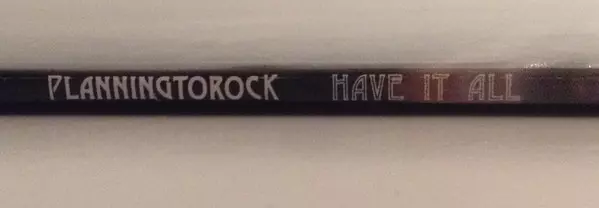 PLANNINGTOROCK HAVE IT ALL